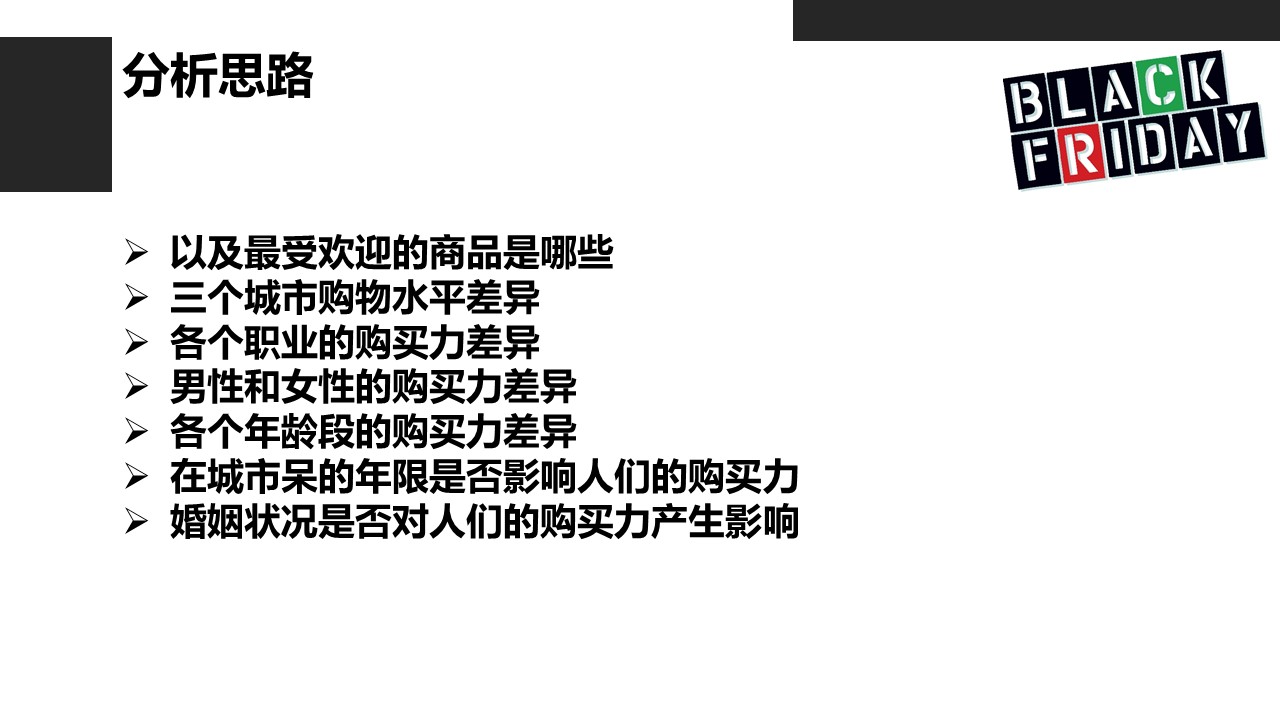 分析思路
BLACK
FRIDAY
以及最受欢迎的商品是哪些
三个城市购物水平差异
各个职业的购买力差异
男性和女性的购买力差异
各个年龄段的购买力差异
在城市呆的年限是否影响人们的购买力
婚姻状况是否对人们的购买力产生影响